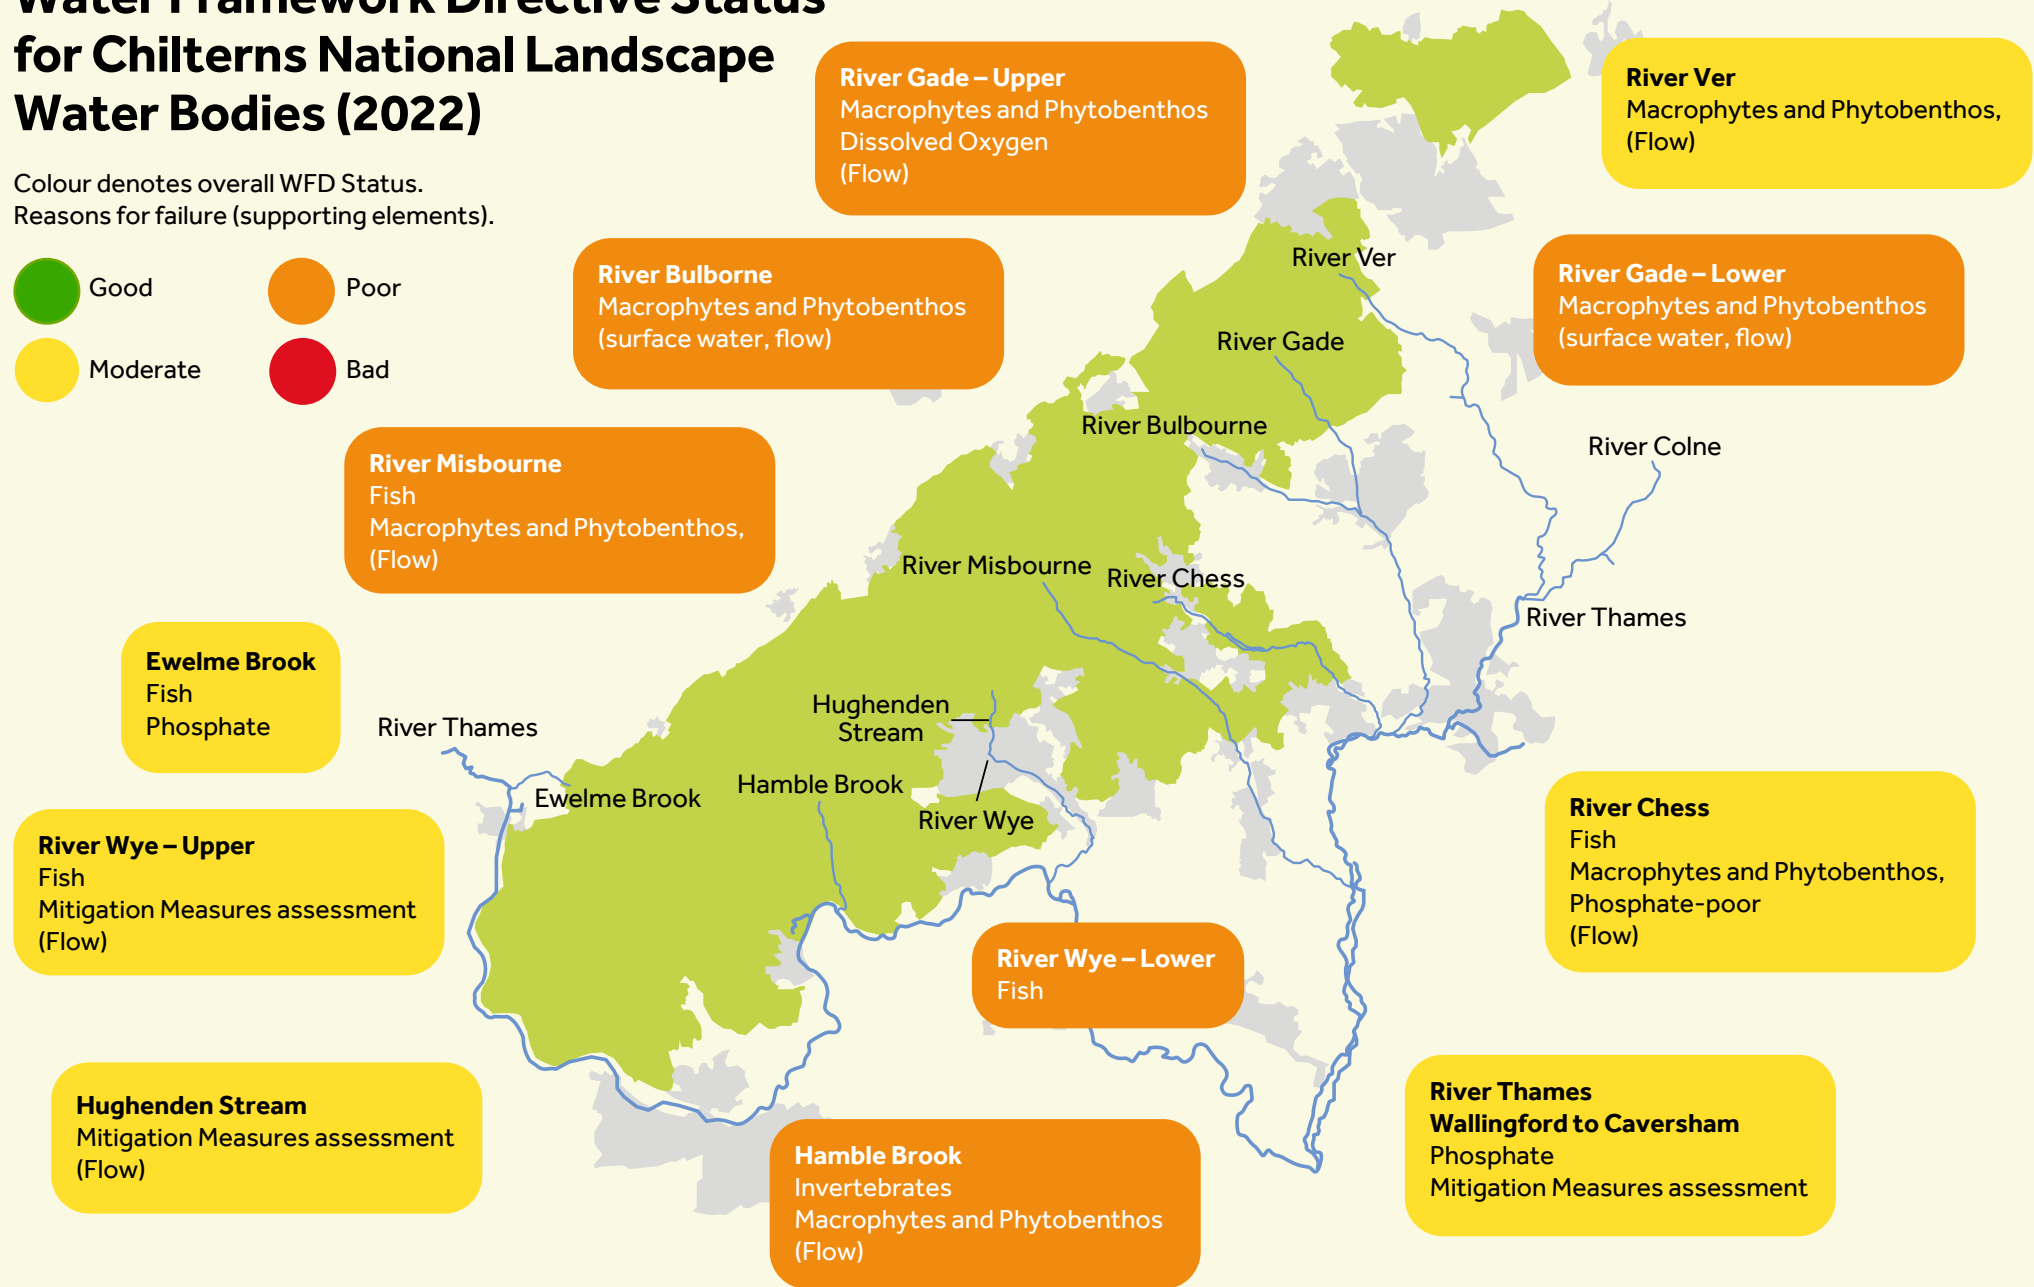 Water Framework Directive Status
for Chilterns National Landscape
Water Bodies (2022)
Colour denotes overall WFD Status.
Reasons for failure (supporting elements).
Good
Poor
Moderate
Bad
River Gade – Upper
Macrophytes and Phytobenthos
Dissolved Oxygen
(Flow)
River Ver
Macrophytes and Phytobenthos,
(Flow)
River Bulborne
Macrophytes and Phytobenthos
(surface water, flow)
River Gade – Lower
Macrophytes and Phytobenthos
(surface water, flow)
River Misbourne
Fish
Macrophytes and Phytobenthos,
(Flow)
Ewelme Brook
Fish
Phosphate
River Wye – Upper
Fish
Mitigation Measures assessment
(Flow)
Hughenden Stream
Mitigation Measures assessment
(Flow)
River Wye – Lower
Fish
Hamble Brook
Invertebrates
Macrophytes and Phytobenthos
(Flow)
River Chess
Fish
Macrophytes and Phytobenthos,
Phosphate-poor
(Flow)
River Thames
Wallingford to Caversham
Phosphate
Mitigation Measures assessment
River Ver
River Gade
River Bulbourne
River Colne
River Misbourne
River Chess
River Thames
Hughenden
Stream
River Thames
Hamble Brook
Ewelme Brook
River Wye